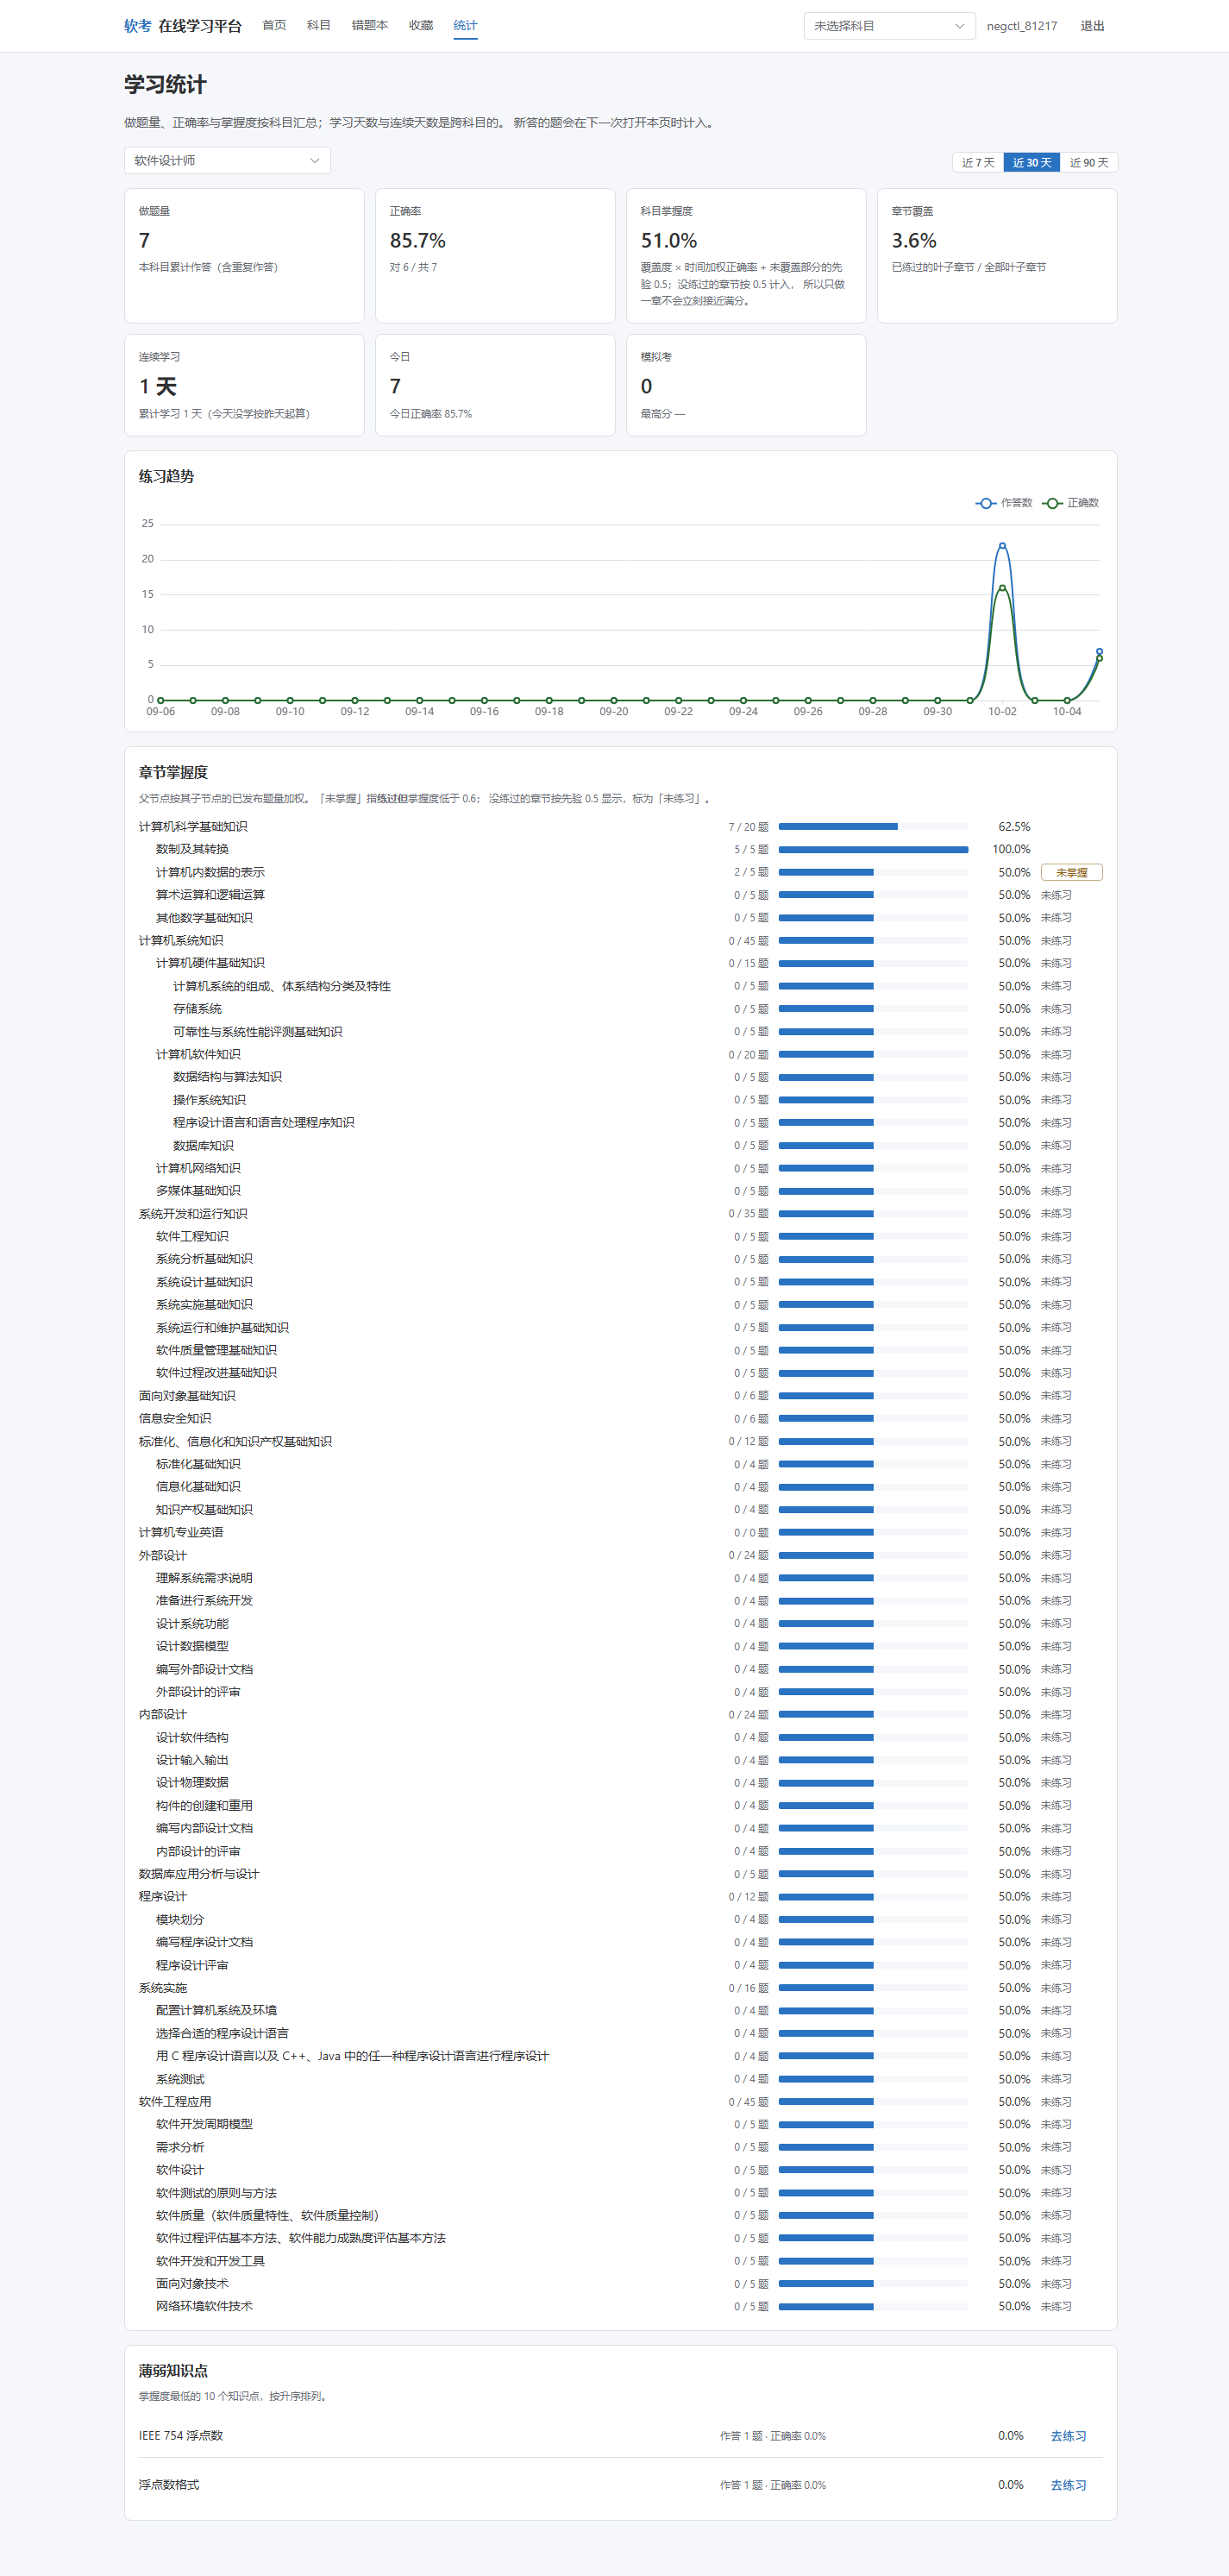 软考 在线学习平台 首页 科目 错题本 收藏 统计 未选择科目 negctl_81217 退出
学习统计
做题量、正确率与掌握度按科目汇总；学习天数与连续天数是跨科目的。 新答的题会在下一次打开本页时计入。
软件设计师 近 7 天 近 30 天 近 90 天
做题量
7
本科目累计作答（含重复作答）
正确率
85.7%
对 6 / 共 7
科目掌握度
51.0%
覆盖度 × 时间加权正确率 + 未覆盖部分的先
验 0.5；没练过的章节按 0.5 计入， 所以只做
一章不会立刻接近满分。
章节覆盖
3.6%
已练过的叶子章节 / 全部叶子章节
连续学习
1 天
累计学习 1 天（今天没学按昨天起算）
今日
7
今日正确率 85.7%
模拟考
0
最高分 —
练习趋势
作答数 正确数
25
20
15
10
5
0
09-06 09-08 09-10 09-12 09-14 09-16 09-18 09-20 09-22 09-24 09-26 09-28 09-30 10-02 10-04
章节掌握度
父节点按其子节点的已发布题量加权。「未掌握」指练过但掌握度低于 0.6； 没练过的章节按先验 0.5 显示，标为「未练习」。
计算机科学基础知识 7 / 20 题 62.5%
数制及其转换 5 / 5 题 100.0%
计算机内数据的表示 2 / 5 题 50.0% 未掌握
算术运算和逻辑运算 0 / 5 题 50.0% 未练习
其他数学基础知识 0 / 5 题 50.0% 未练习
计算机系统知识 0 / 45 题 50.0% 未练习
计算机硬件基础知识 0 / 15 题 50.0% 未练习
计算机系统的组成、体系结构分类及特性 0 / 5 题 50.0% 未练习
存储系统 0 / 5 题 50.0% 未练习
可靠性与系统性能评测基础知识 0 / 5 题 50.0% 未练习
计算机软件知识 0 / 20 题 50.0% 未练习
数据结构与算法知识 0 / 5 题 50.0% 未练习
操作系统知识 0 / 5 题 50.0% 未练习
程序设计语言和语言处理程序知识 0 / 5 题 50.0% 未练习
数据库知识 0 / 5 题 50.0% 未练习
计算机网络知识 0 / 5 题 50.0% 未练习
多媒体基础知识 0 / 5 题 50.0% 未练习
系统开发和运行知识 0 / 35 题 50.0% 未练习
软件工程知识 0 / 5 题 50.0% 未练习
系统分析基础知识 0 / 5 题 50.0% 未练习
系统设计基础知识 0 / 5 题 50.0% 未练习
系统实施基础知识 0 / 5 题 50.0% 未练习
系统运行和维护基础知识 0 / 5 题 50.0% 未练习
软件质量管理基础知识 0 / 5 题 50.0% 未练习
软件过程改进基础知识 0 / 5 题 50.0% 未练习
面向对象基础知识 0 / 6 题 50.0% 未练习
信息安全知识 0 / 6 题 50.0% 未练习
标准化、信息化和知识产权基础知识 0 / 12 题 50.0% 未练习
标准化基础知识 0 / 4 题 50.0% 未练习
信息化基础知识 0 / 4 题 50.0% 未练习
知识产权基础知识 0 / 4 题 50.0% 未练习
计算机专业英语 0 / 0 题 50.0% 未练习
外部设计 0 / 24 题 50.0% 未练习
理解系统需求说明 0 / 4 题 50.0% 未练习
准备进行系统开发 0 / 4 题 50.0% 未练习
设计系统功能 0 / 4 题 50.0% 未练习
设计数据模型 0 / 4 题 50.0% 未练习
编写外部设计文档 0 / 4 题 50.0% 未练习
外部设计的评审 0 / 4 题 50.0% 未练习
内部设计 0 / 24 题 50.0% 未练习
设计软件结构 0 / 4 题 50.0% 未练习
设计输入输出 0 / 4 题 50.0% 未练习
设计物理数据 0 / 4 题 50.0% 未练习
构件的创建和重用 0 / 4 题 50.0% 未练习
编写内部设计文档 0 / 4 题 50.0% 未练习
内部设计的评审 0 / 4 题 50.0% 未练习
数据库应用分析与设计 0 / 5 题 50.0% 未练习
程序设计 0 / 12 题 50.0% 未练习
模块划分 0 / 4 题 50.0% 未练习
编写程序设计文档 0 / 4 题 50.0% 未练习
程序设计评审 0 / 4 题 50.0% 未练习
系统实施 0 / 16 题 50.0% 未练习
配置计算机系统及环境 0 / 4 题 50.0% 未练习
选择合适的程序设计语言 0 / 4 题 50.0% 未练习
用 C 程序设计语言以及 C++、Java 中的任一种程序设计语言进行程序设计 0 / 4 题 50.0% 未练习
系统测试 0 / 4 题 50.0% 未练习
软件工程应用 0 / 45 题 50.0% 未练习
软件开发周期模型 0 / 5 题 50.0% 未练习
需求分析 0 / 5 题 50.0% 未练习
软件设计 0 / 5 题 50.0% 未练习
软件测试的原则与方法 0 / 5 题 50.0% 未练习
软件质量（软件质量特性、软件质量控制） 0 / 5 题 50.0% 未练习
软件过程评估基本方法、软件能力成熟度评估基本方法 0 / 5 题 50.0% 未练习
软件开发和开发工具 0 / 5 题 50.0% 未练习
面向对象技术 0 / 5 题 50.0% 未练习
网络环境软件技术 0 / 5 题 50.0% 未练习
薄弱知识点
掌握度最低的 10 个知识点，按升序排列。
IEEE 754 浮点数 作答 1 题 · 正确率 0.0% 0.0% 去练习
浮点数格式 作答 1 题 · 正确率 0.0% 0.0% 去练习